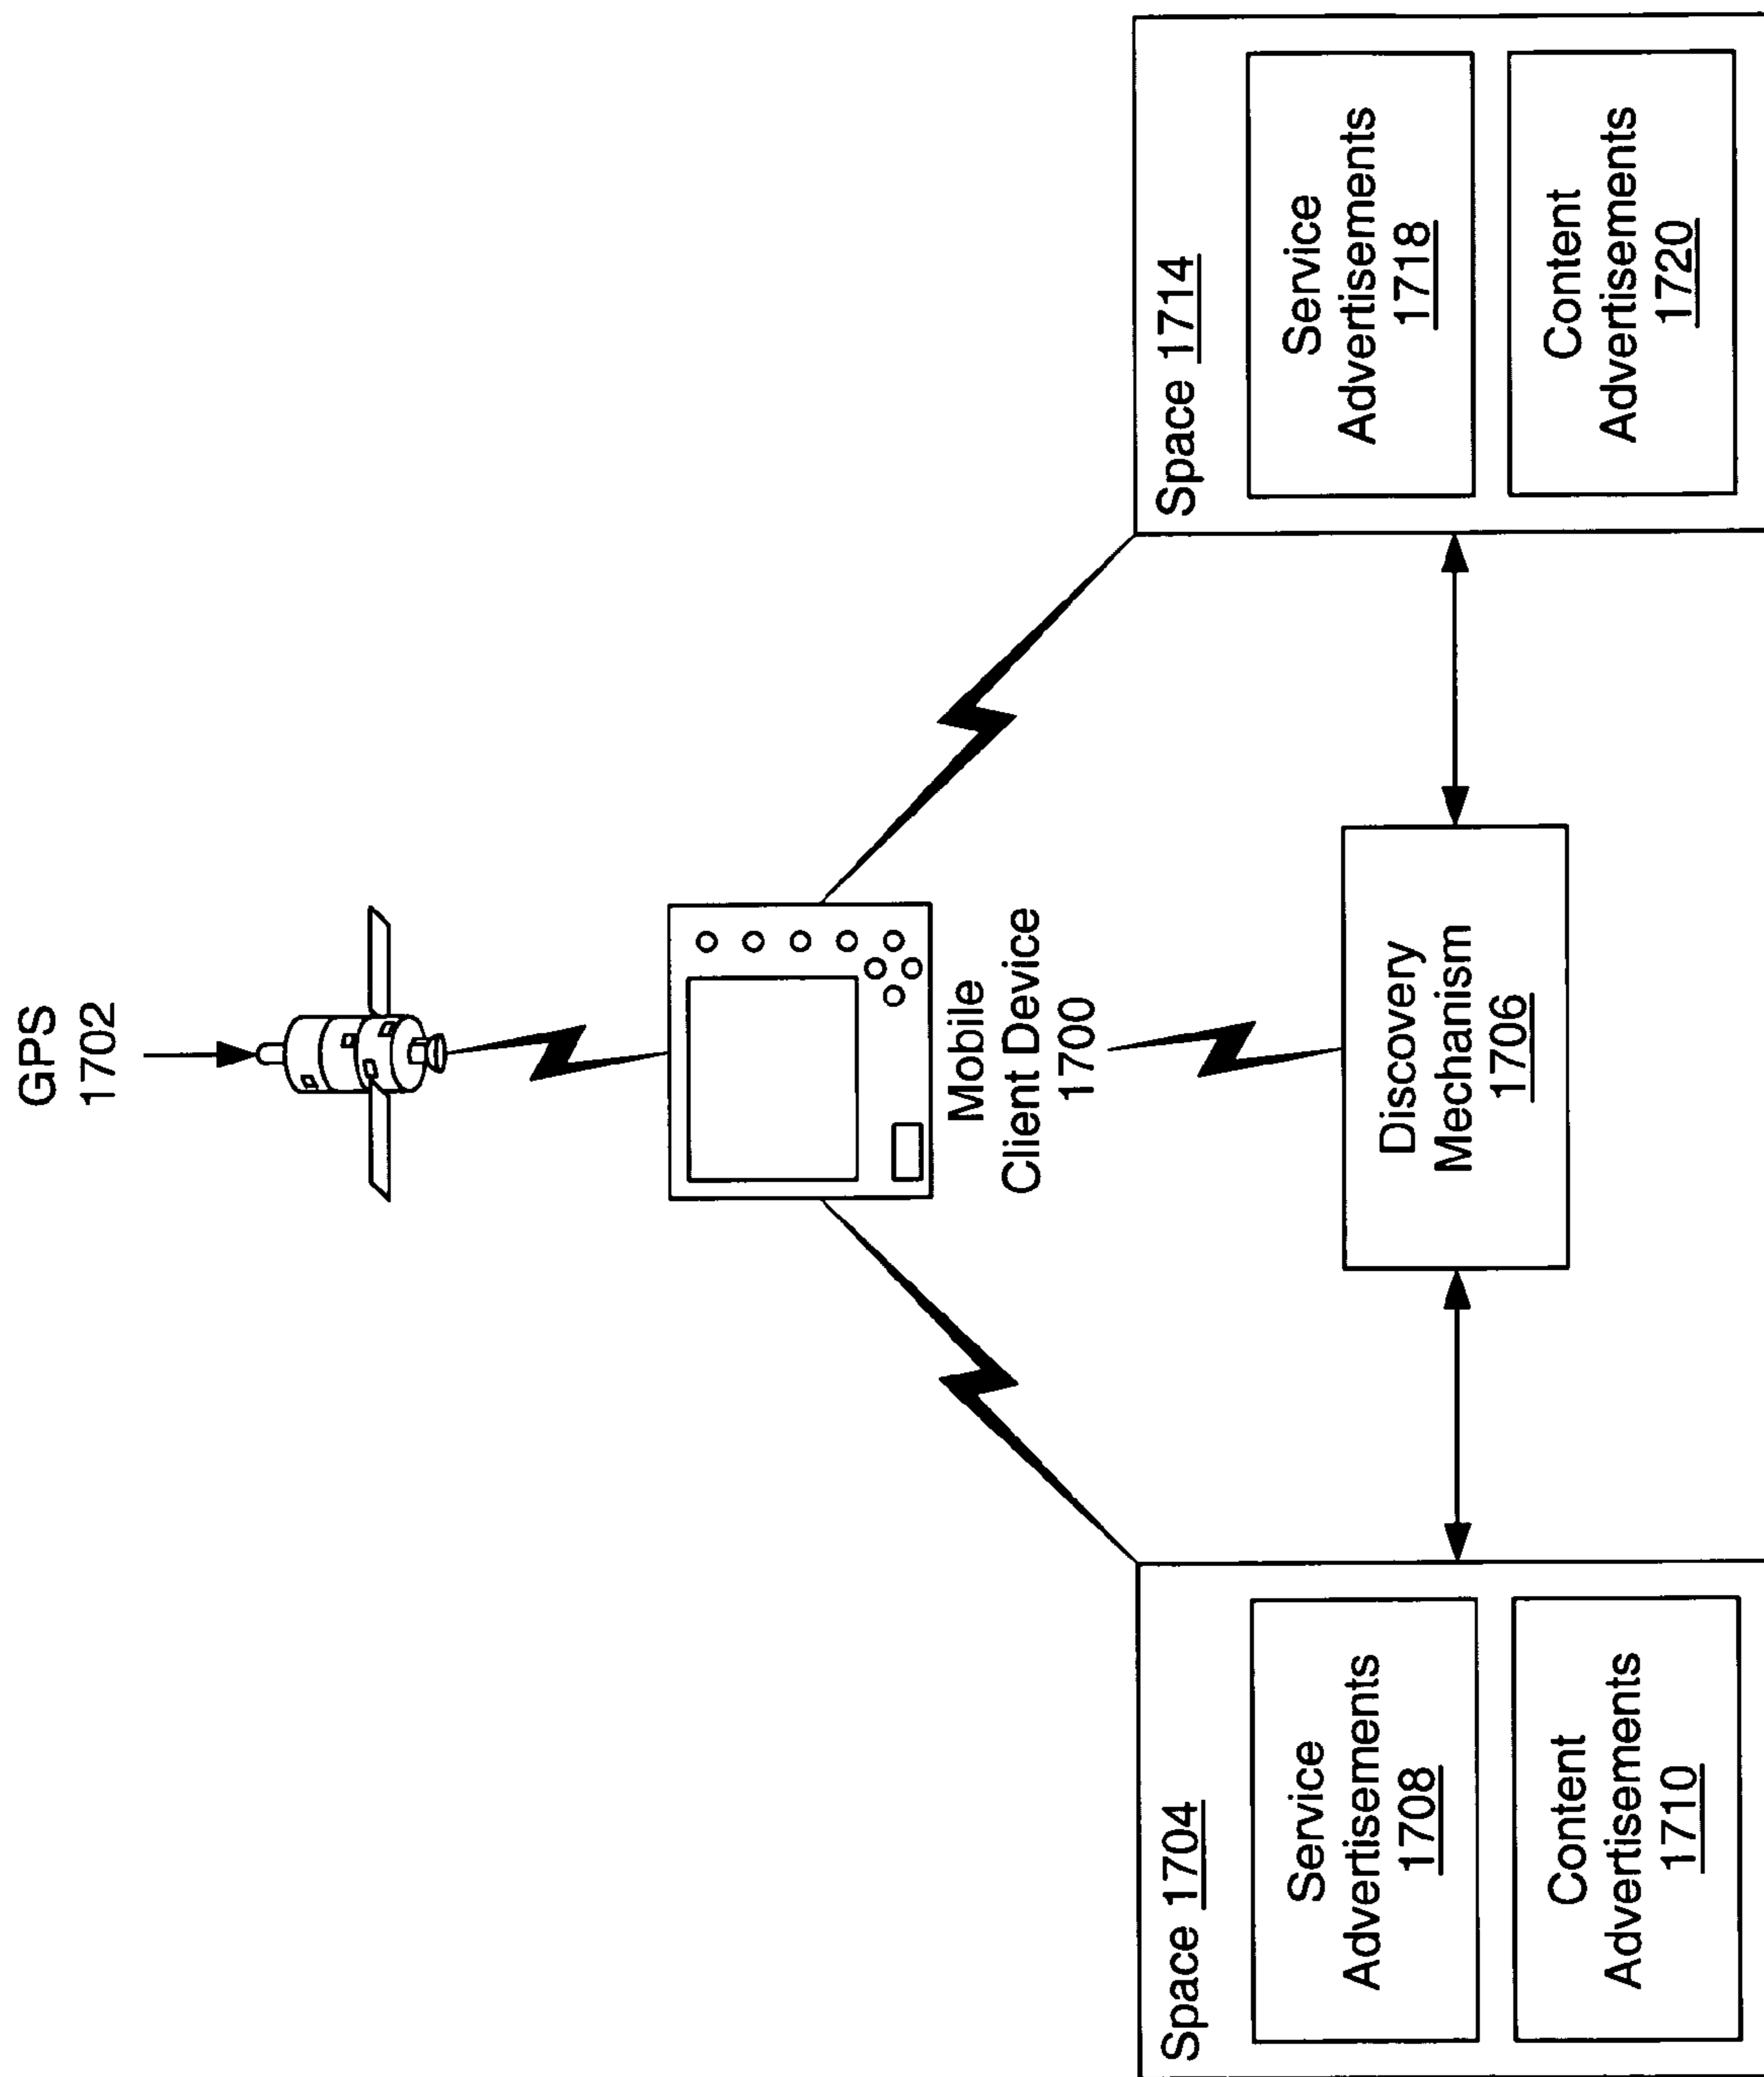 GPS
1702
Mobile
Client Device
1700
Discovery
Mechanism
1706
Space 1704
Service
Advertisements
1708
Content
Advertisements
1710
Space 1714
Service
Advertisements
1718
Content
Advertisements
1720